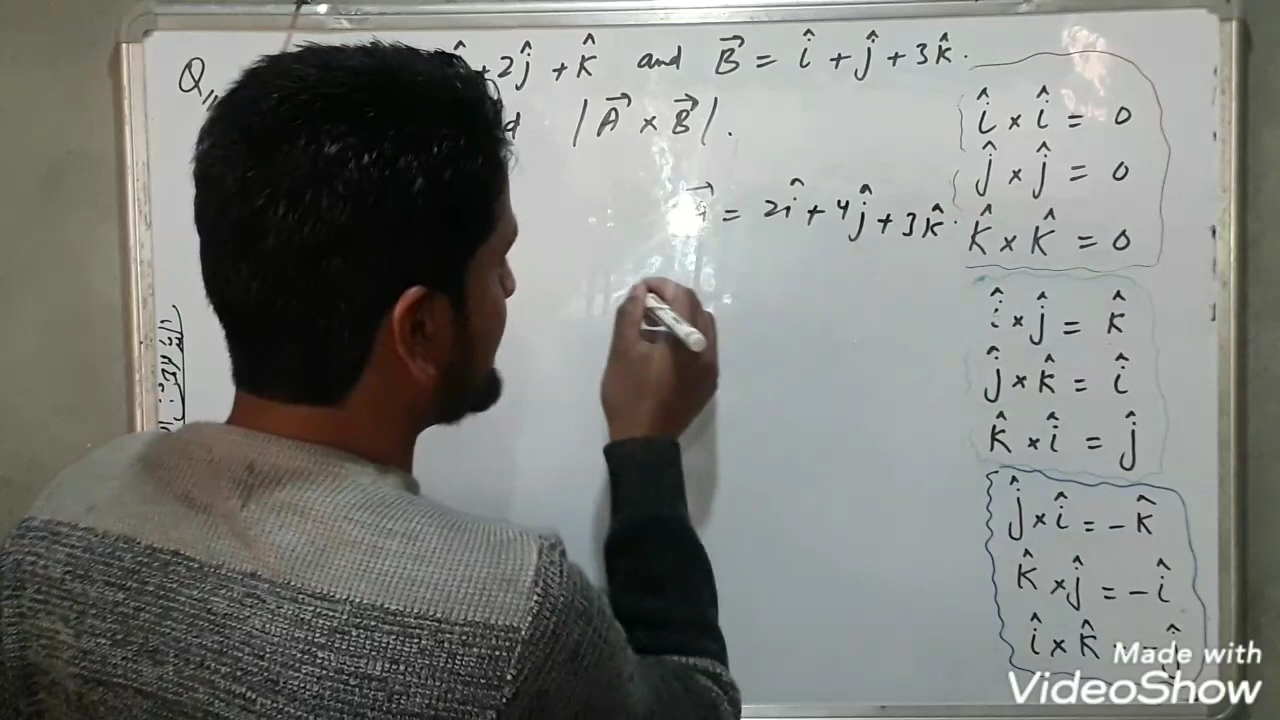 Q î + 2ĵ + k̂ and B⃗ = î + ĵ + 3k̂.
d |A⃗ × B⃗|.
A⃗ = 2î + 4ĵ + 3k̂.
î × î = 0
ĵ × ĵ = 0
k̂ × k̂ = 0
î × ĵ = k̂
ĵ × k̂ = î
k̂ × î = ĵ
ĵ × î = - k̂
k̂ × ĵ = - î
î × k̂ = - ĵ
Made with
VideoShow